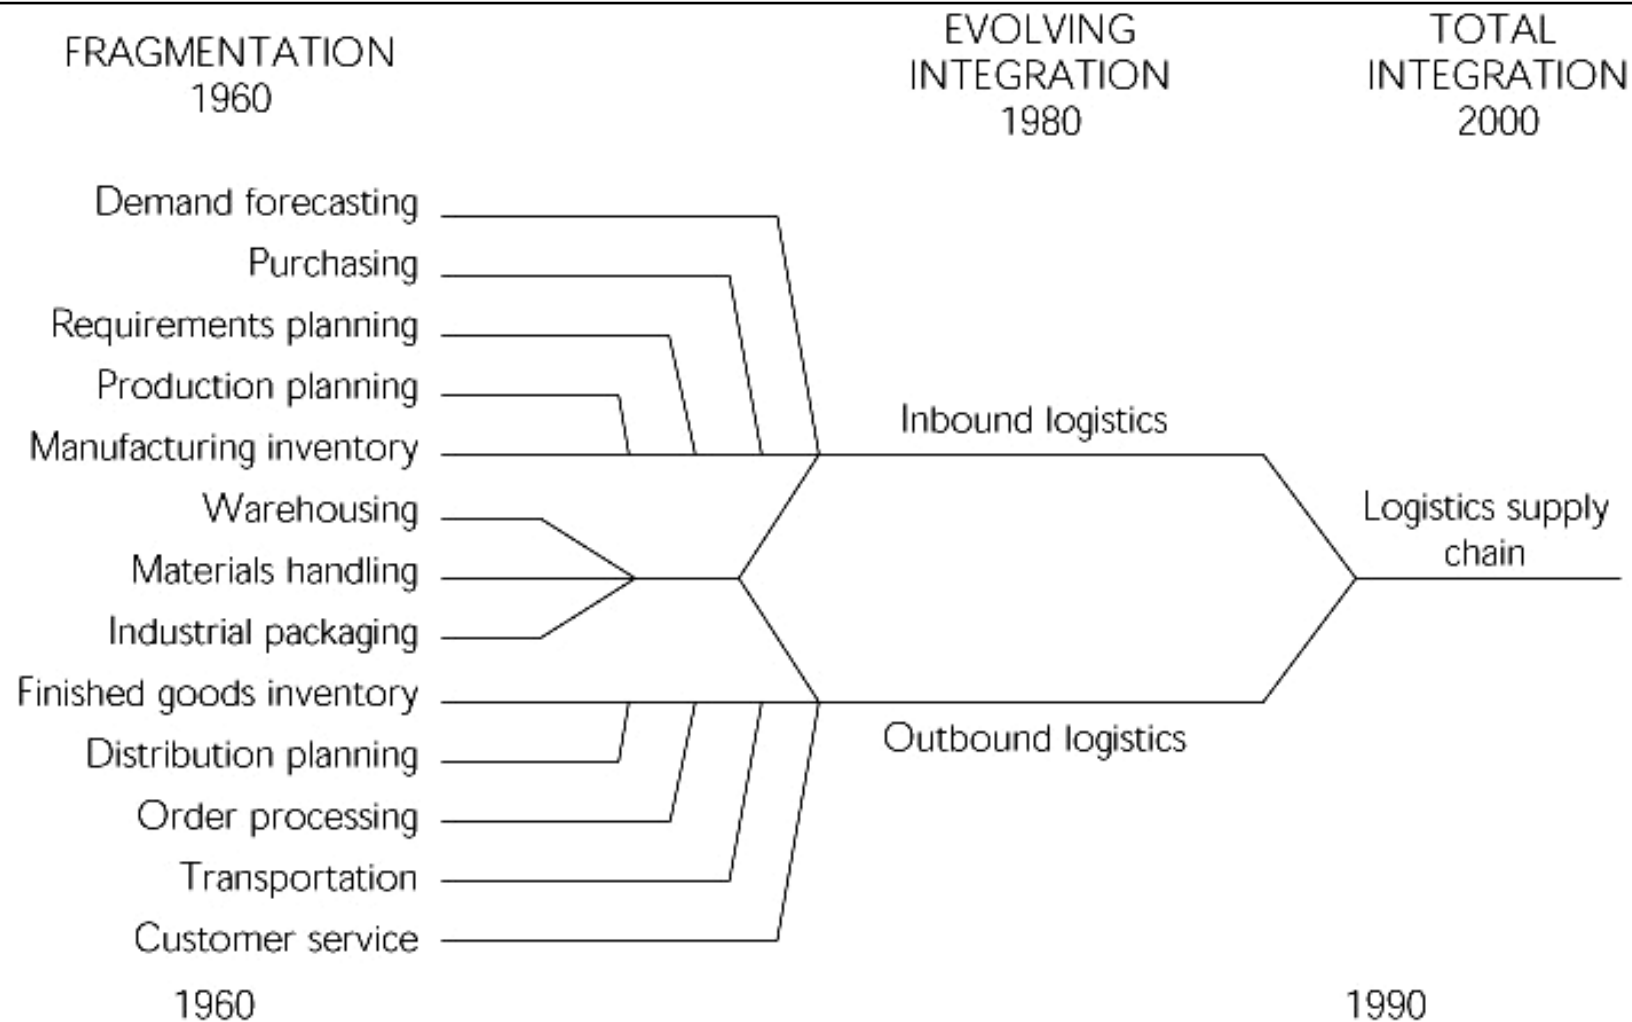 FRAGMENTATION
1960
EVOLVING
INTEGRATION
1980
TOTAL
INTEGRATION
2000
Demand forecasting
Purchasing
Requirements planning
Production planning
Manufacturing inventory
Warehousing
Materials handling
Industrial packaging
Finished goods inventory
Distribution planning
Order processing
Transportation
Customer service
Inbound logistics
Outbound logistics
Logistics supply
chain
1960
1990